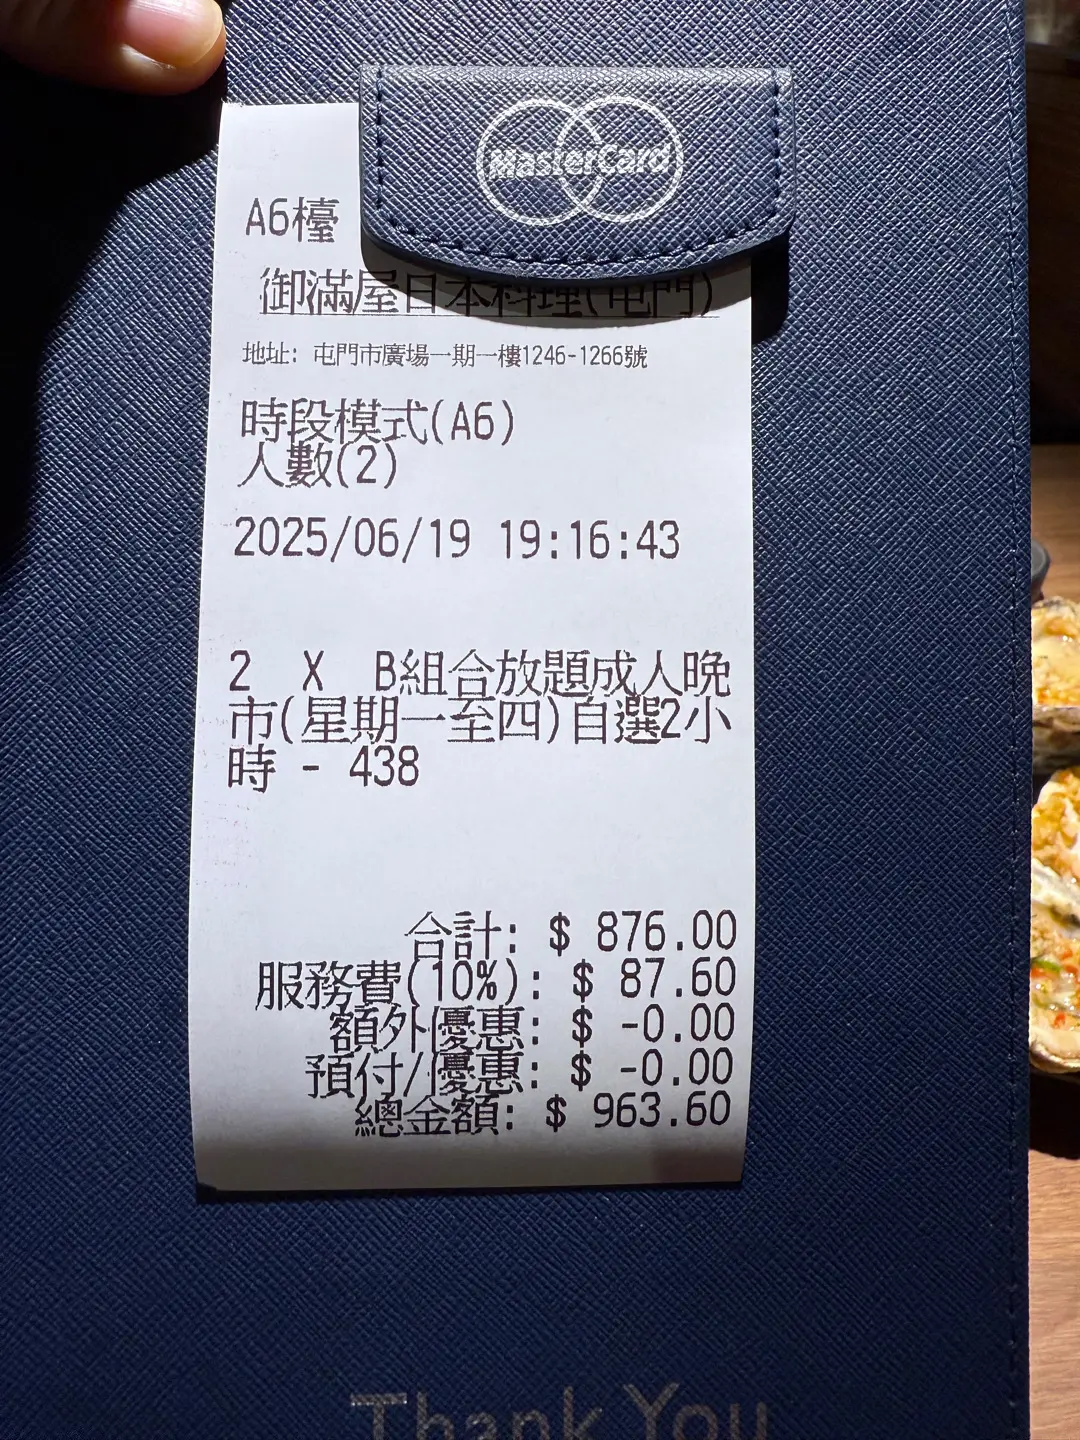 MasterCard
A6檯
御滿屋日本料理(屯門)
地址: 屯門市廣場一期一樓1246-1266號
時段模式(A6)
人數(2)
2025/06/19 19:16:43
2 X B組合放題成人晚
市(星期一至四)自選2小
時 - 438
合計: $ 876.00
服務費(10%): $ 87.60
額外優惠: $ -0.00
預付/優惠: $ -0.00
總金額: $ 963.60
Thank You